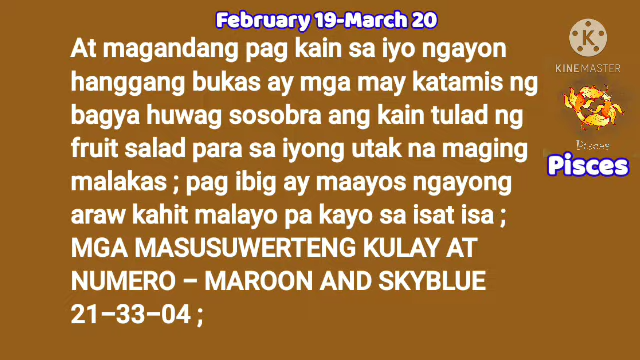 February 19-March 20
At magandang pag kain sa iyo ngayon
hanggang bukas ay mga may katamis ng
bagya huwag sosobra ang kain tulad ng
fruit salad para sa iyong utak na maging
malakas ; pag ibig ay maayos ngayong
araw kahit malayo pa kayo sa isat isa ;
MGA MASUSUWERTENG KULAY AT
NUMERO – MAROON AND SKYBLUE
21–33–04 ;
KINEMASTER
Pisces
Pisces